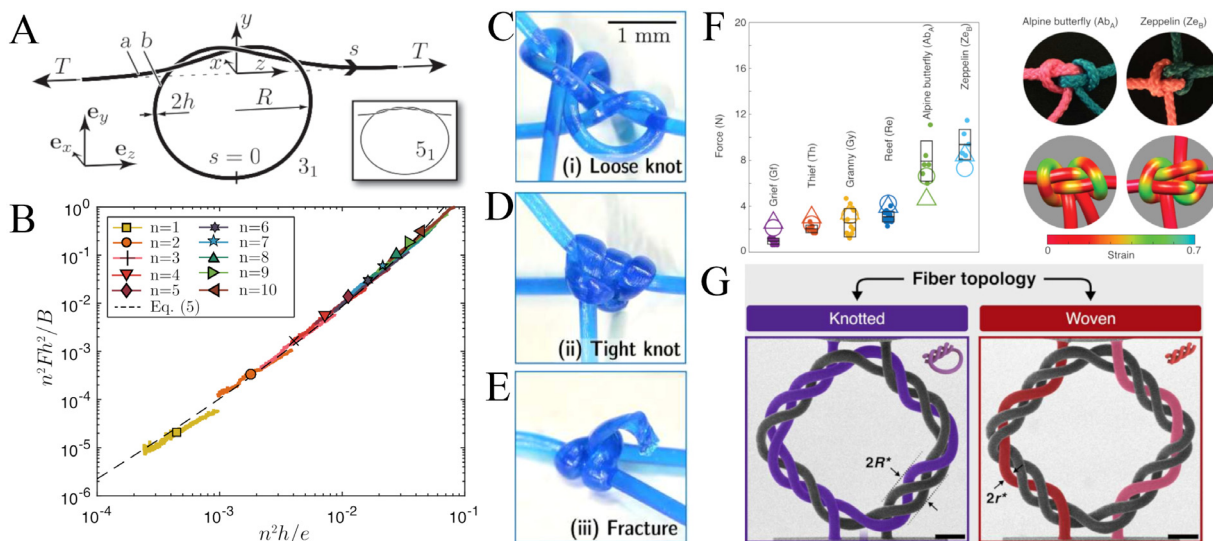 A
a b
y
x z
s
T T
2h R
e_y
e_x e_z
s = 0
3_1
5_1
B
n²Fh²/B
10^0
10^-1
10^-2
10^-3
10^-4
10^-5
10^-6
n=1 n=6
n=2 n=7
n=3 n=8
n=4 n=9
n=5 n=10
Eq. (5)
10^-4 10^-3 10^-2 10^-1
n²h/e
C
1 mm
(i) Loose knot
D
(ii) Tight knot
E
(iii) Fracture
F
Force (N)
20
16
12
8
4
0
Grief (Gf)
Thief (Th)
Granny (Gy)
Reef (Re)
Alpine butterfly (Ab_A)
Zeppelin (Ze_B)
Alpine butterfly (Ab_A) Zeppelin (Ze_B)
0 0.7
Strain
G
Fiber topology
Knotted Woven
2R*
2r*